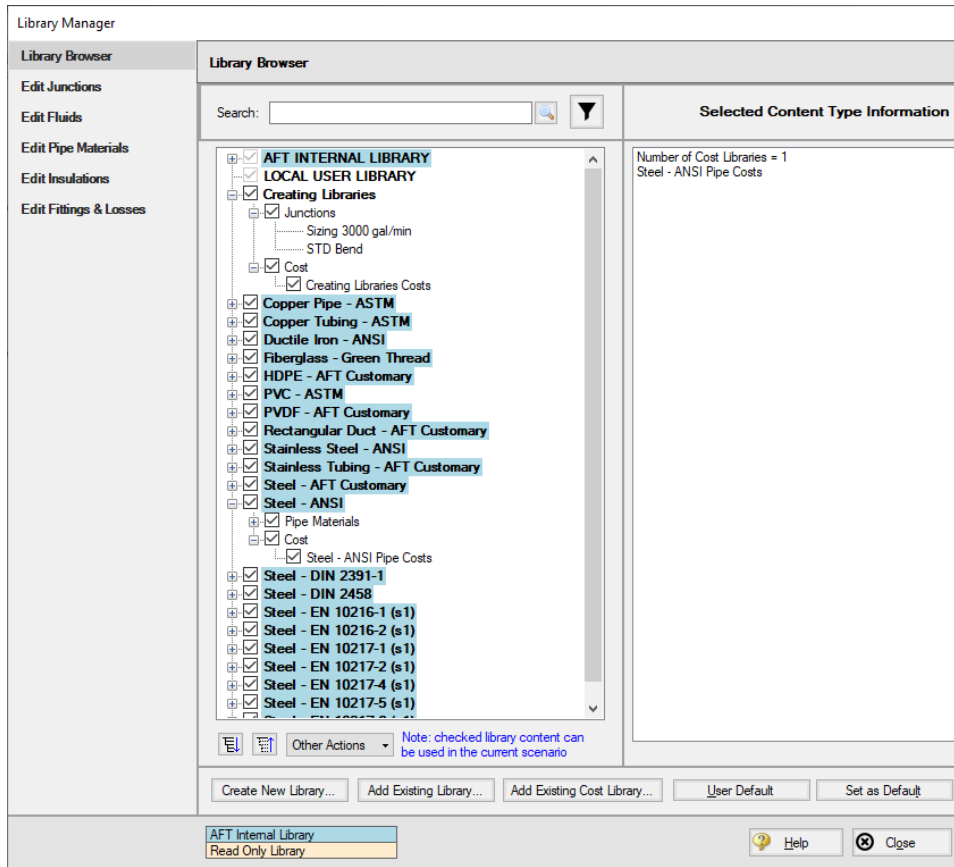 Library Manager
Library Browser
Edit Junctions
Edit Fluids
Edit Pipe Materials
Edit Insulations
Edit Fittings & Losses
Library Browser
Search:
Selected Content Type Information
AFT INTERNAL LIBRARY
LOCAL USER LIBRARY
Creating Libraries
Junctions
Sizing 3000 gal/min
STD Bend
Cost
Creating Libraries Costs
Copper Pipe - ASTM
Copper Tubing - ASTM
Ductile Iron - ANSI
Fiberglass - Green Thread
HDPE - AFT Customary
PVC - ASTM
PVDF - AFT Customary
Rectangular Duct - AFT Customary
Stainless Steel - ANSI
Stainless Tubing - AFT Customary
Steel - AFT Customary
Steel - ANSI
Pipe Materials
Cost
Steel - ANSI Pipe Costs
Steel - DIN 2391-1
Steel - DIN 2458
Steel - EN 10216-1 (s1)
Steel - EN 10216-2 (s1)
Steel - EN 10217-1 (s1)
Steel - EN 10217-2 (s1)
Steel - EN 10217-4 (s1)
Steel - EN 10217-5 (s1)
Number of Cost Libraries = 1
Steel - ANSI Pipe Costs
Other Actions
Note: checked library content can
be used in the current scenario
Create New Library...
Add Existing Library...
Add Existing Cost Library...
User Default
Set as Default
AFT Internal Library
Read Only Library
Help
Close